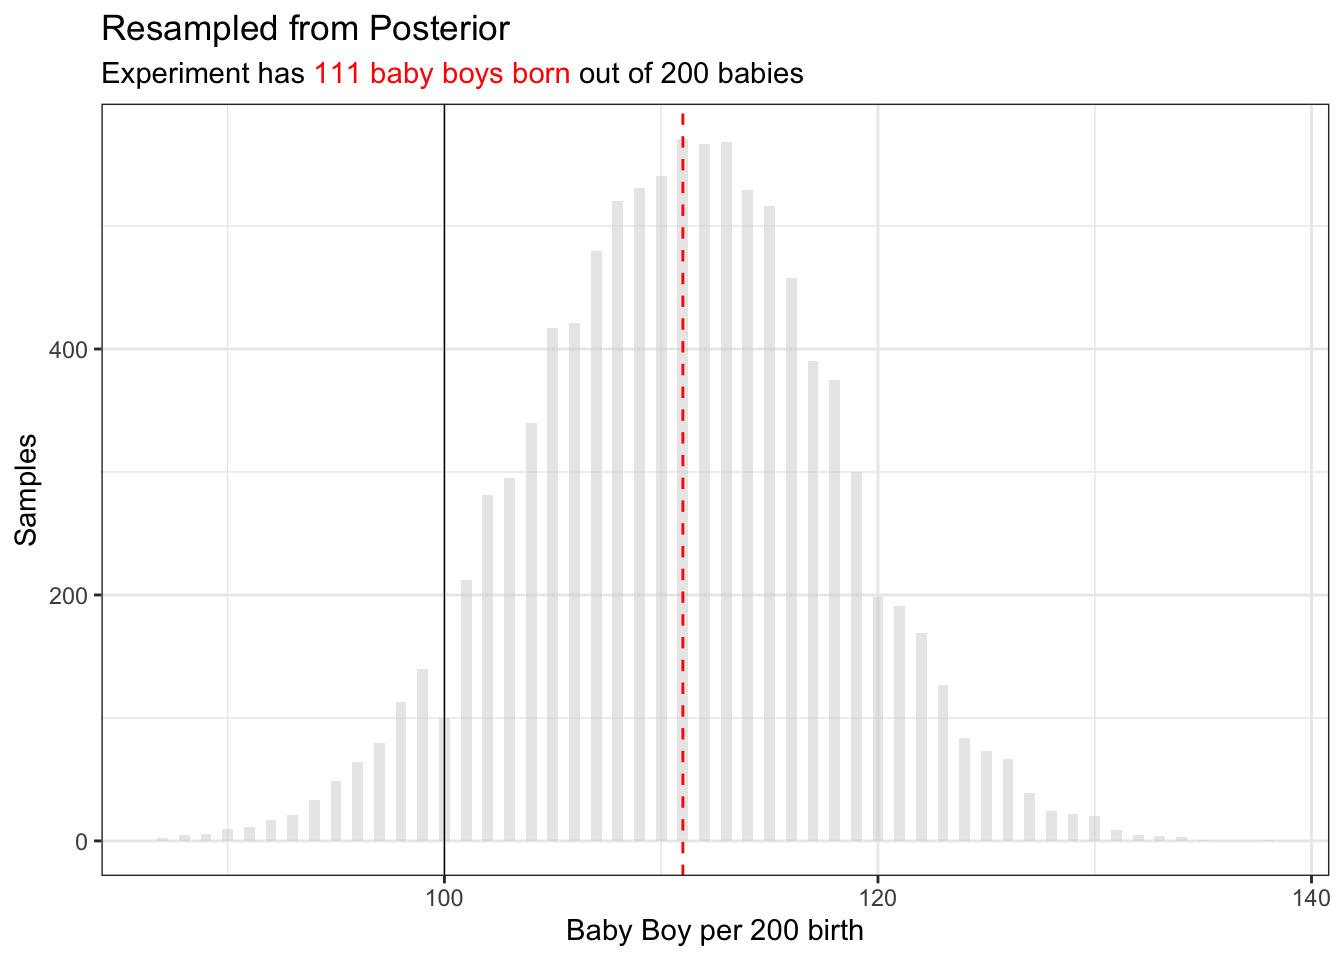 Resampled from Posterior
Experiment has 111 baby boys born out of 200 babies
Samples
400
200
0
100
120
140
Baby Boy per 200 birth